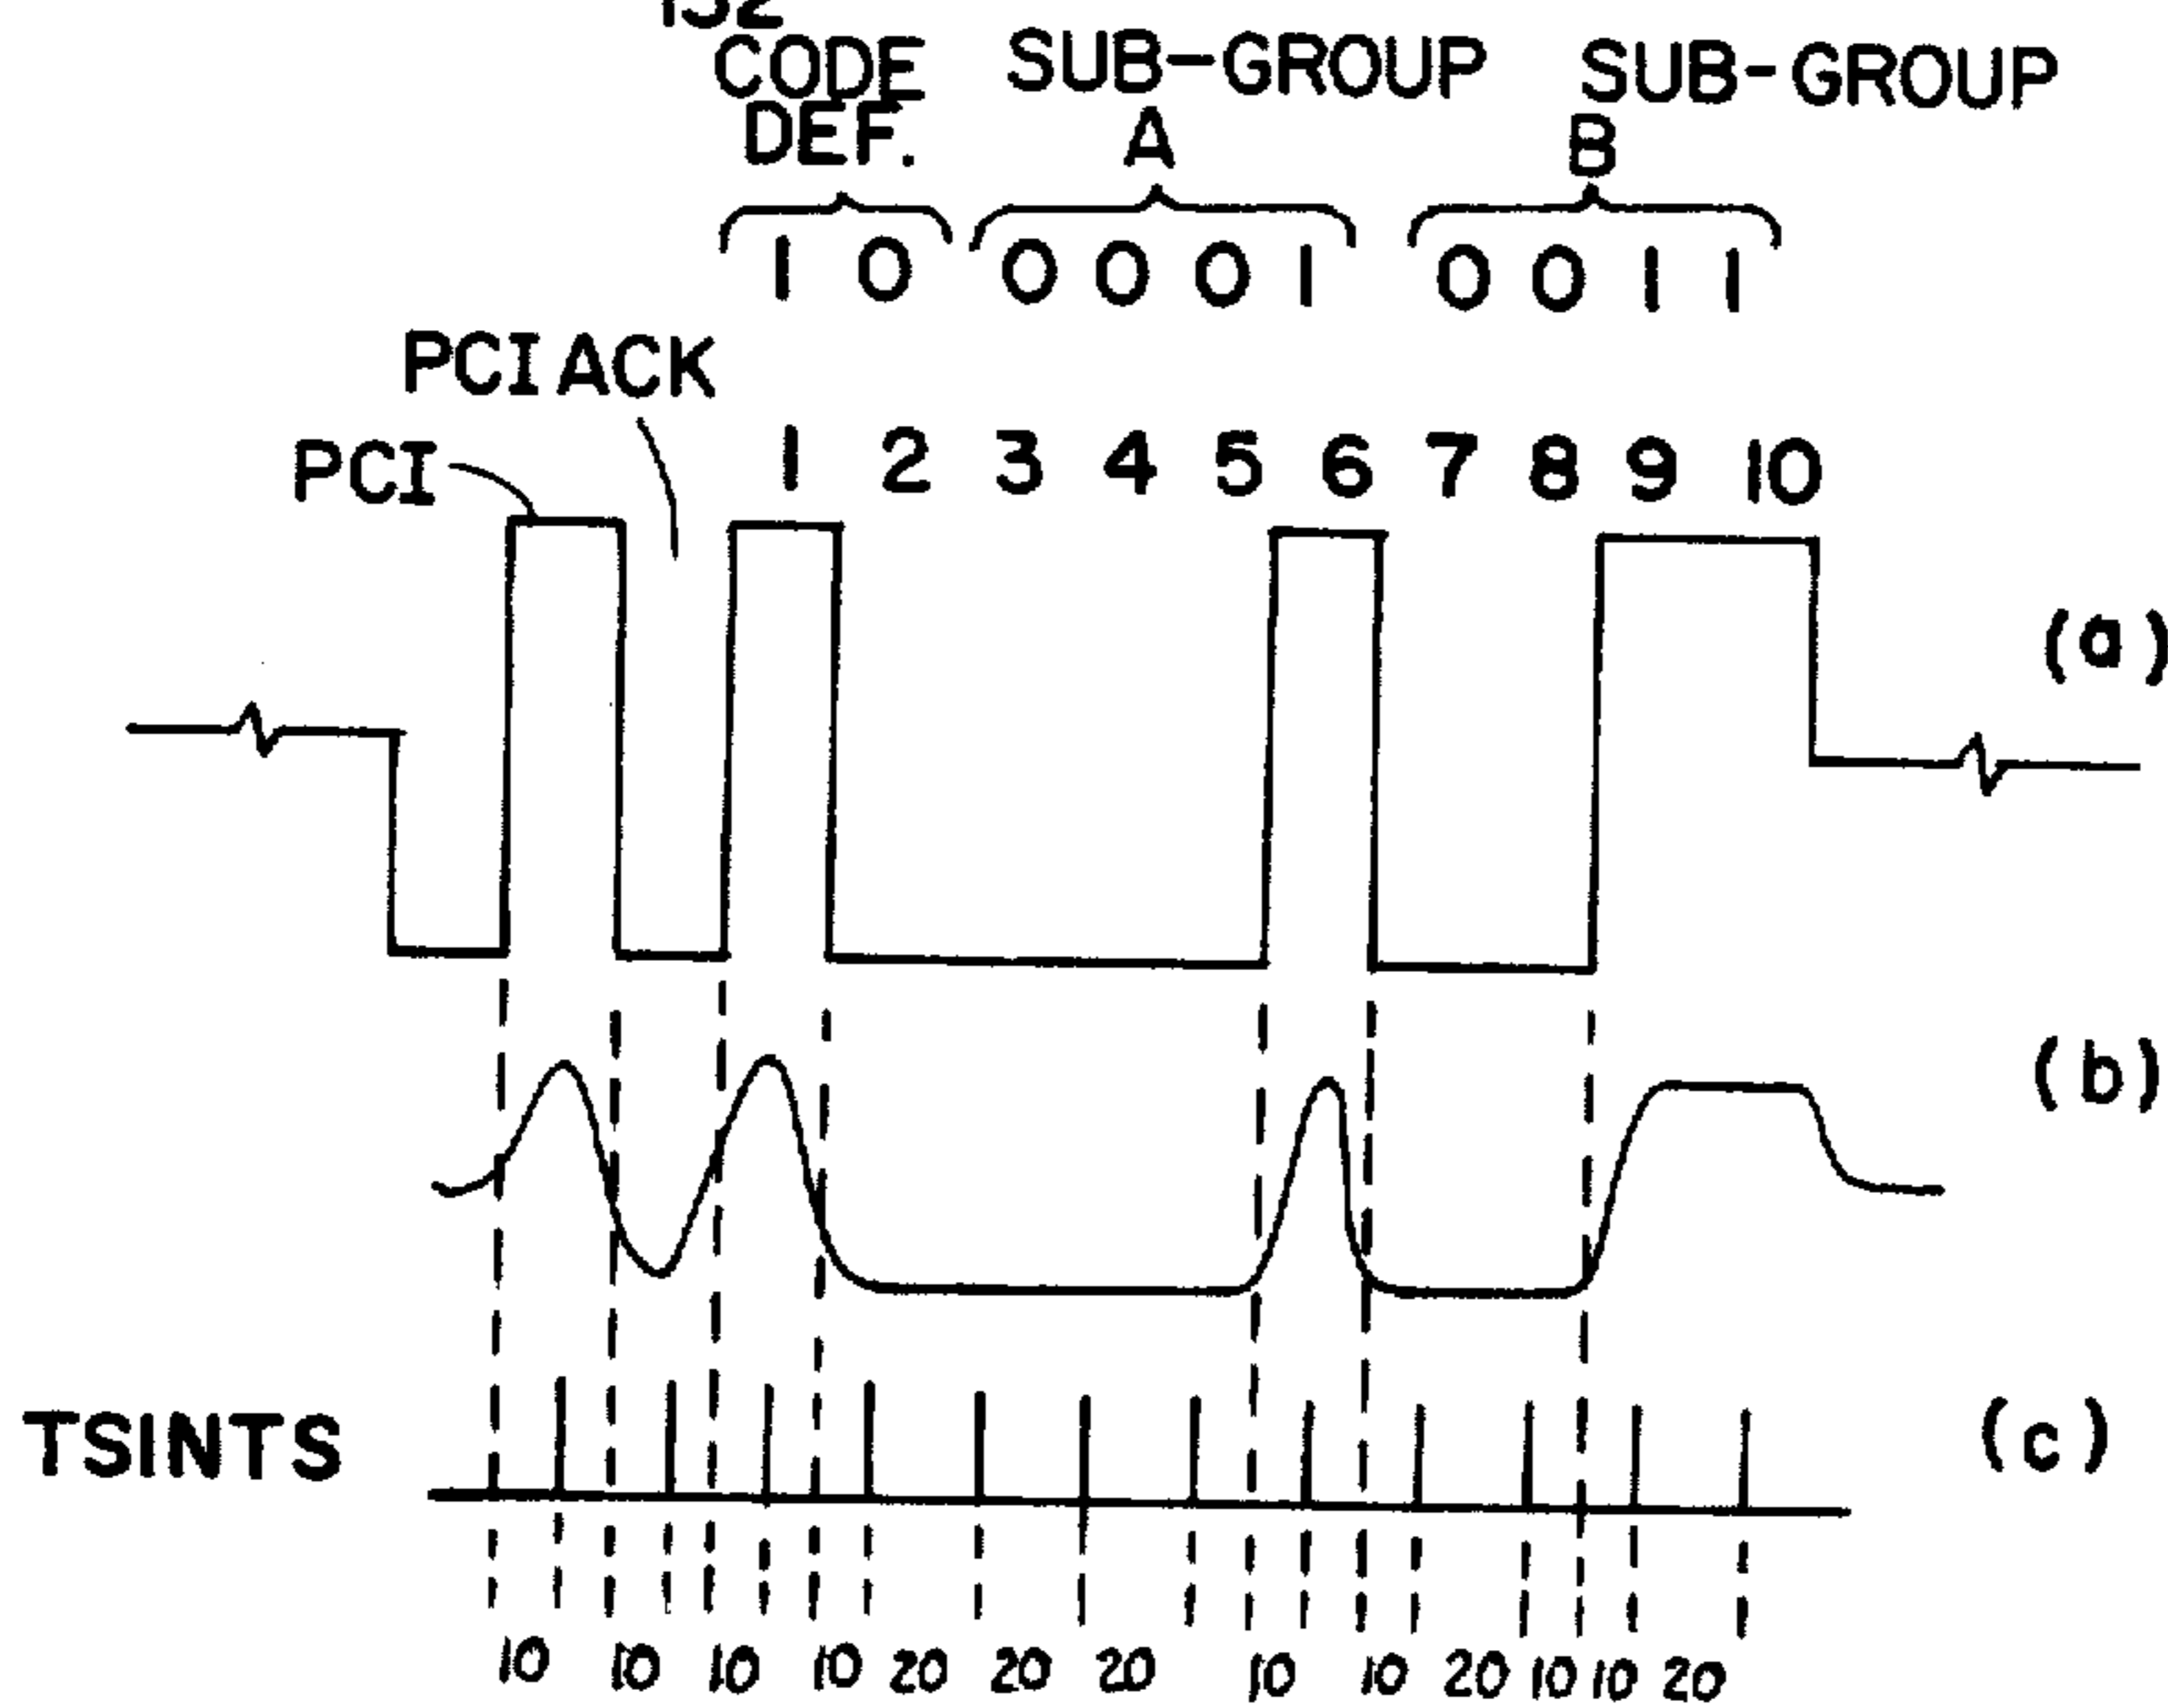 CODE SUB-GROUP SUB-GROUP
DEF. A B
1 0 0 0 0 1 0 0 1 1
PCI ACK
PCI 1 2 3 4 5 6 7 8 9 10
(a)
(b)
TSINTS (c)
10 10 10 10 20 20 20 10 10 20 10 10 20